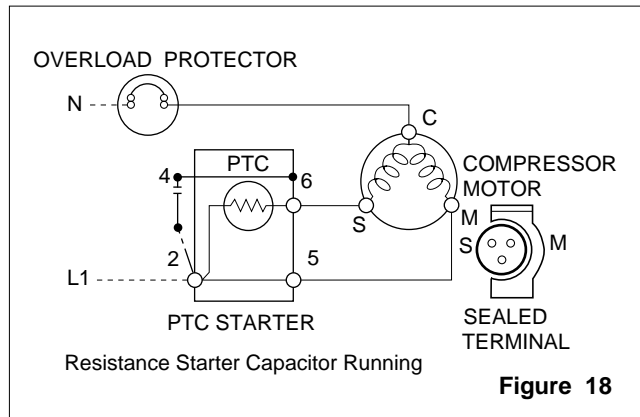 OVERLOAD PROTECTOR
N
C
PTC
4
6
COMPRESSOR
MOTOR
S
M
S
M
2
5
L1
PTC STARTER
SEALED
TERMINAL
Resistance Starter Capacitor Running
Figure 18